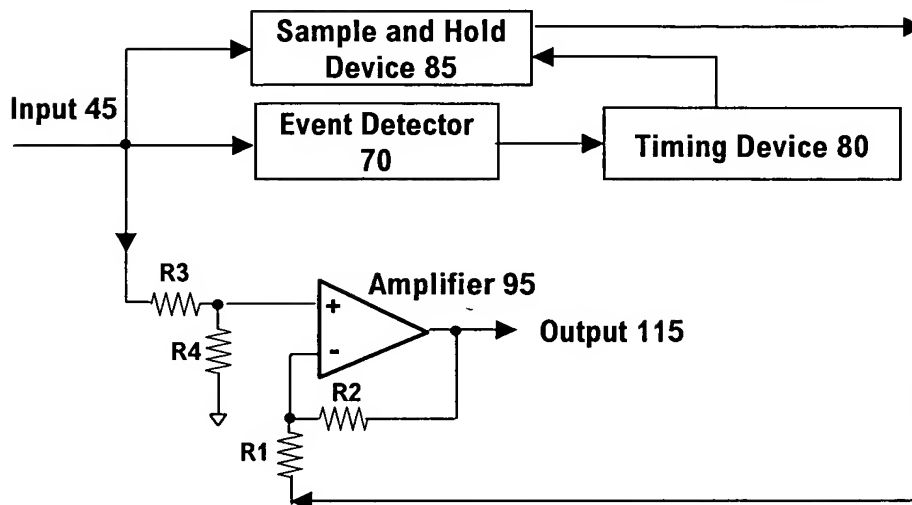 Sample and Hold
Device 85
Input 45
Event Detector
70
Timing Device 80
R3
Amplifier 95
+
Output 115
R4
-
R2
R1